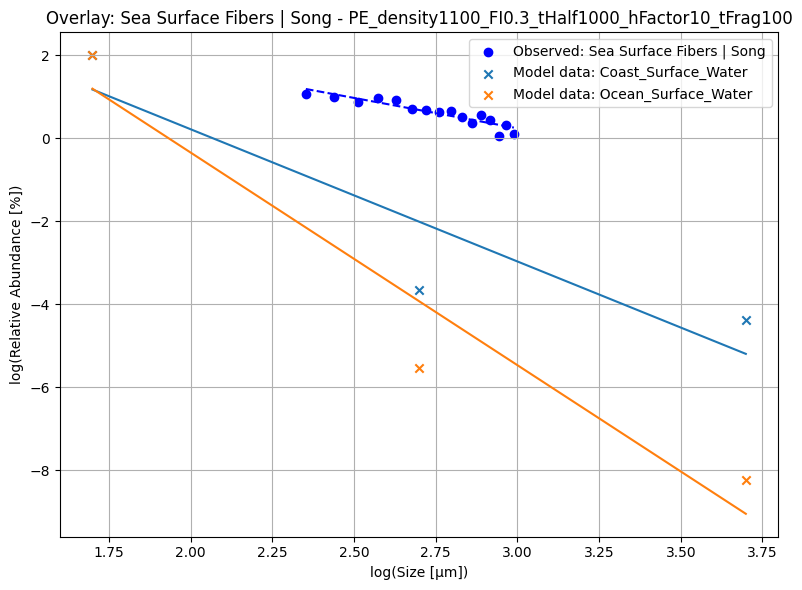 Overlay: Sea Surface Fibers | Song - PE_density1100_FI0.3_tHalf1000_hFactor10_tFrag100
Observed: Sea Surface Fibers | Song
Model data: Coast_Surface_Water
Model data: Ocean_Surface_Water
log(Relative Abundance [%])
2
0
−2
−4
−6
−8
1.75 2.00 2.25 2.50 2.75 3.00 3.25 3.50 3.75
log(Size [µm])